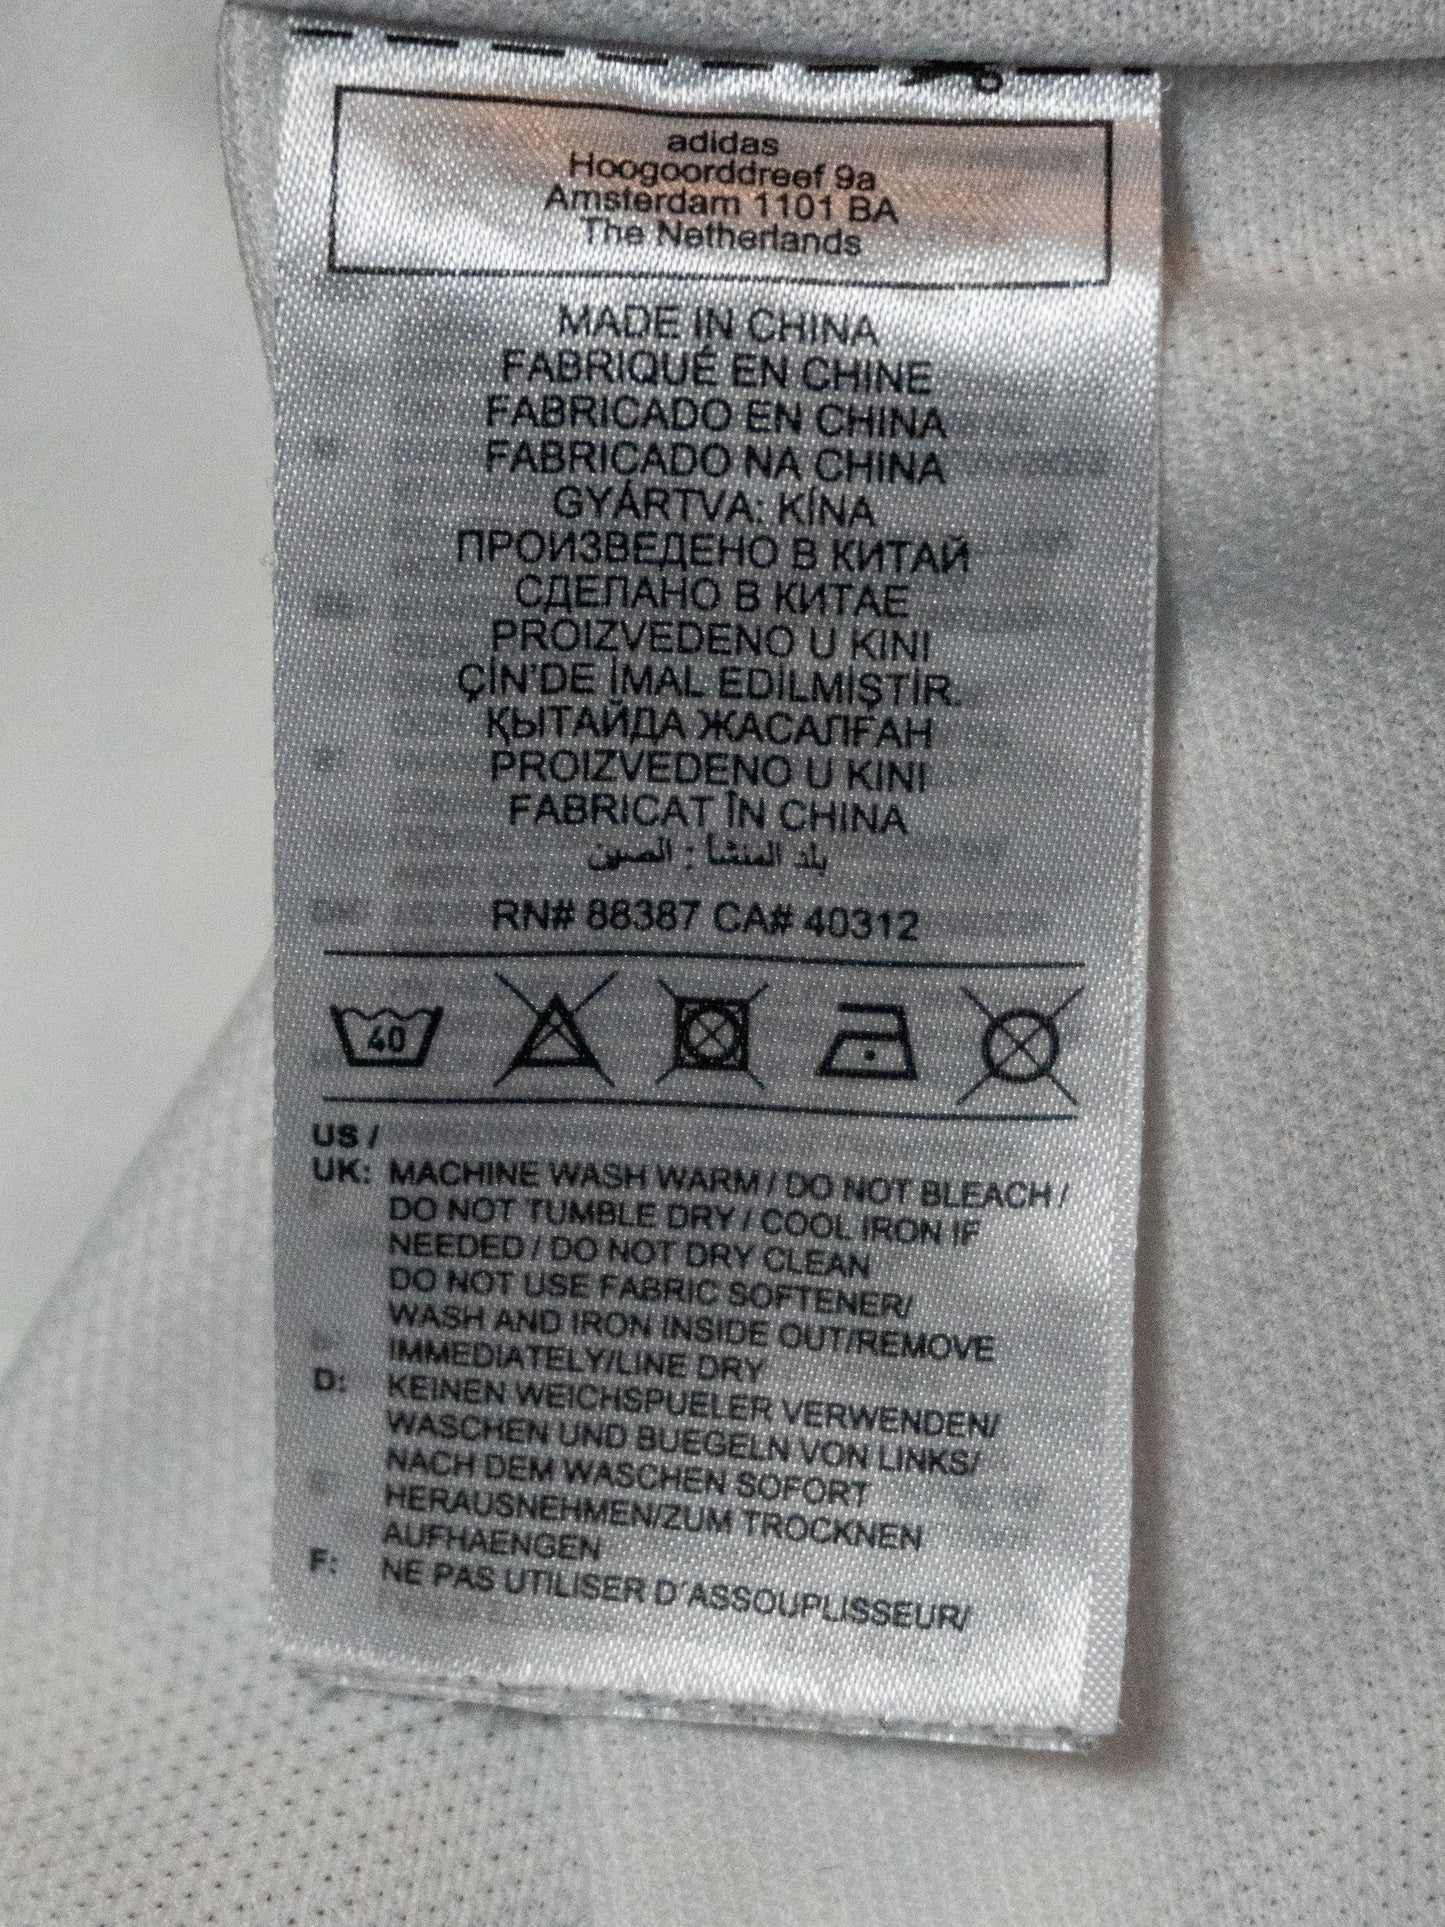 adidas
Hoogoorddreef 9a
Amsterdam 1101 BA
The Netherlands
MADE IN CHINA
FABRIQUÉ EN CHINE
FABRICADO EN CHINA
FABRICADO NA CHINA
GYÁRTVA: KÍNA
ПРОИЗВЕДЕНО В КИТАЙ
СДЕЛАНО В КИТАЕ
PROIZVEDENO U KINI
ÇİN'DE İMAL EDİLMİŞTİR.
ҚЫТАЙДА ЖАСАЛҒАН
PROIZVEDENO U KINI
FABRICAT ÎN CHINA
بلد المنشأ : الصين
RN# 88387 CA# 40312
40
US /
UK: MACHINE WASH WARM / DO NOT BLEACH /
DO NOT TUMBLE DRY / COOL IRON IF
NEEDED / DO NOT DRY CLEAN
DO NOT USE FABRIC SOFTENER/
WASH AND IRON INSIDE OUT/REMOVE
IMMEDIATELY/LINE DRY
D: KEINEN WEICHSPUELER VERWENDEN/
WASCHEN UND BUEGELN VON LINKS/
NACH DEM WASCHEN SOFORT
HERAUSNEHMEN/ZUM TROCKNEN
AUFHAENGEN
F: NE PAS UTILISER D´ASSOUPLISSEUR/